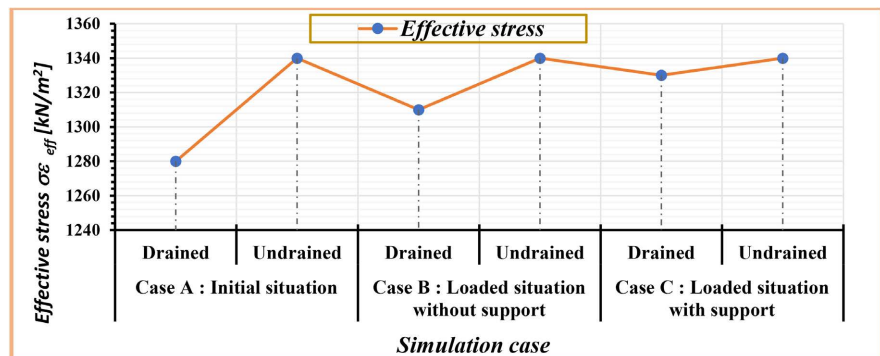 Effective stress
Effective stress σε eff [kN/m²]
1360
1340
1320
1300
1280
1260
1240
Drained Undrained Drained Undrained Drained Undrained
Case A : Initial situation
Case B : Loaded situation
without support
Case C : Loaded situation
with support
Simulation case